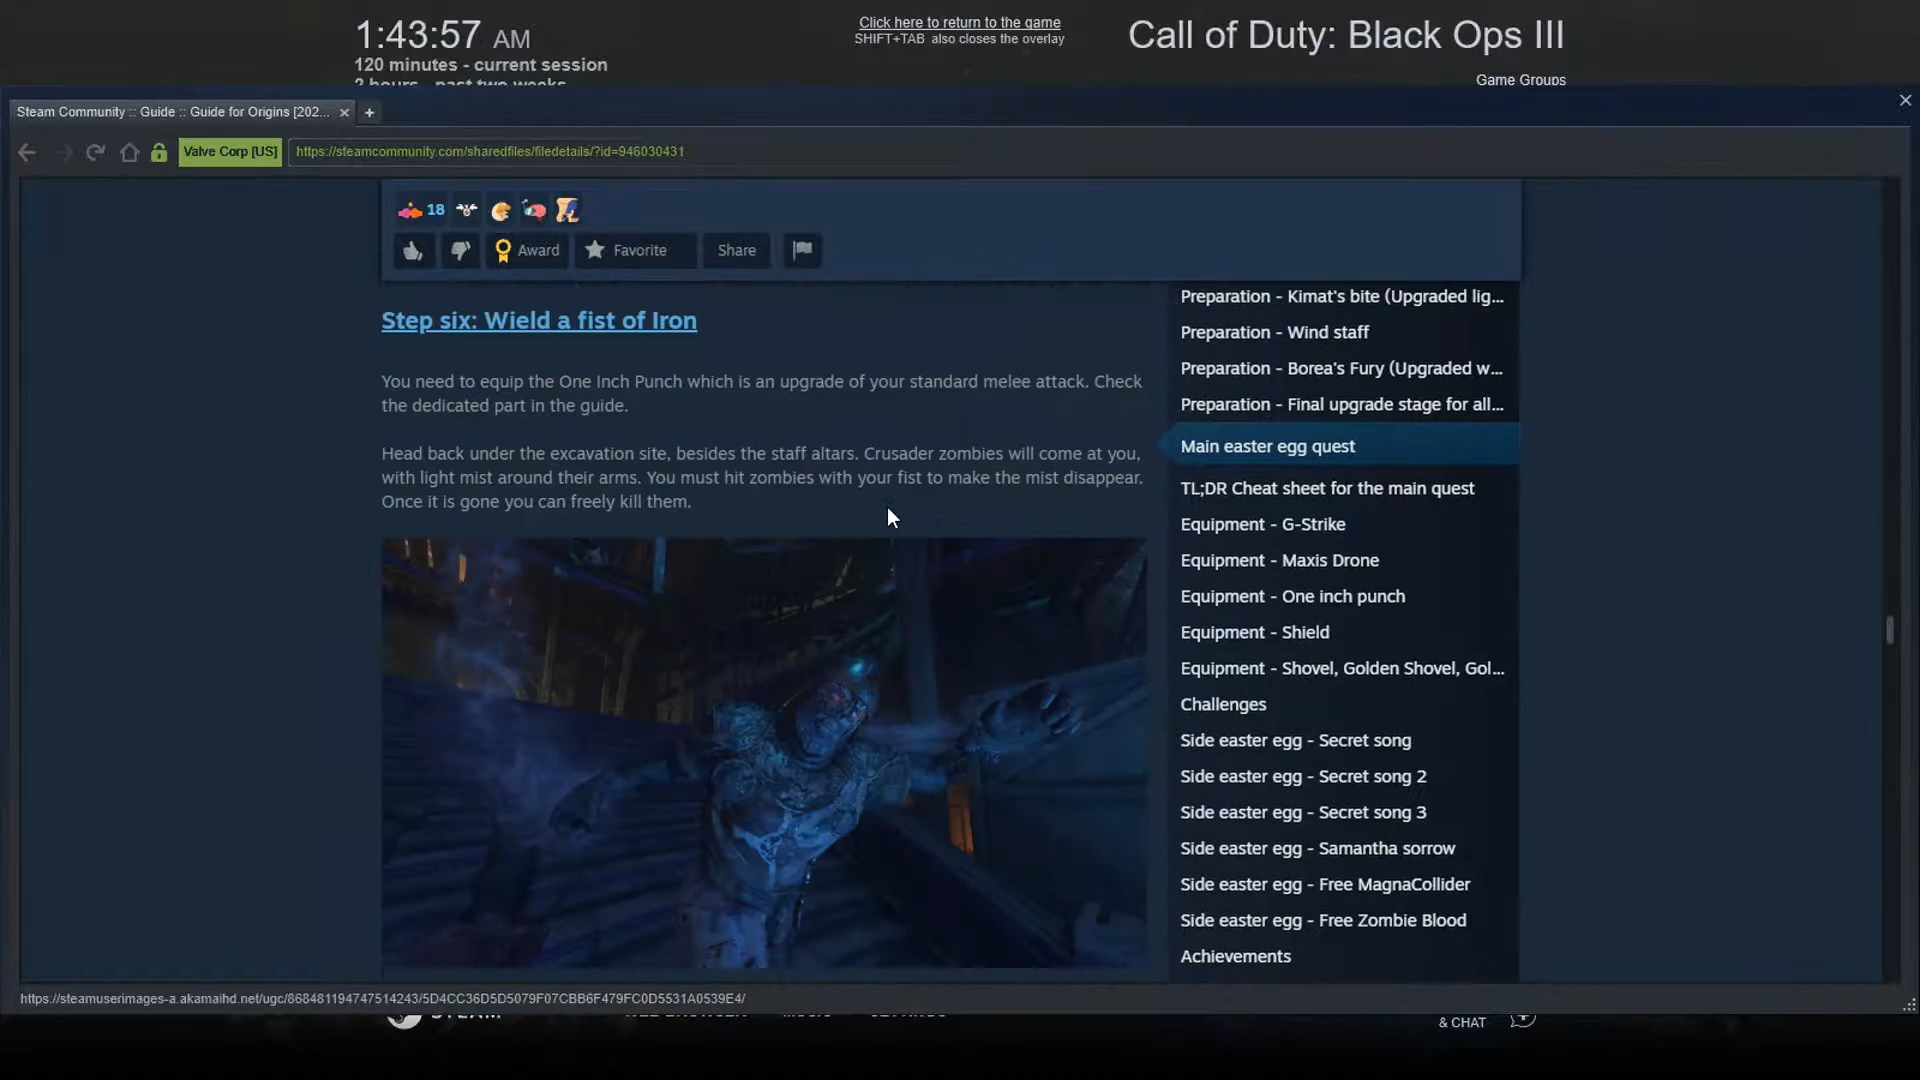 1:43:57 AM
Click here to return to the game
Call of Duty: Black Ops III
SHIFT+TAB also closes the overlay
120 minutes - current session
2 hours - past two weeks
Game Groups
Steam Community :: Guide :: Guide for Origins [202...
Valve Corp [US]
https://steamcommunity.com/sharedfiles/filedetails/?id=946030431
18
Award
Favorite
Share
Step six: Wield a fist of Iron
You need to equip the One Inch Punch which is an upgrade of your standard melee attack. Check
the dedicated part in the guide.
Head back under the excavation site, besides the staff altars. Crusader zombies will come at you,
with light mist around their arms. You must hit zombies with your fist to make the mist disappear.
Once it is gone you can freely kill them.
Preparation - Kimat's bite (Upgraded lig...
Preparation - Wind staff
Preparation - Borea's Fury (Upgraded w...
Preparation - Final upgrade stage for all...
Main easter egg quest
TL;DR Cheat sheet for the main quest
Equipment - G-Strike
Equipment - Maxis Drone
Equipment - One inch punch
Equipment - Shield
Equipment - Shovel, Golden Shovel, Gol...
Challenges
Side easter egg - Secret song
Side easter egg - Secret song 2
Side easter egg - Secret song 3
Side easter egg - Samantha sorrow
Side easter egg - Free MagnaCollider
Side easter egg - Free Zombie Blood
Achievements
https://steamuserimages-a.akamaihd.net/ugc/868481194747514243/5D4CC36D5D5079F07CBB6F479FC0D5531A0539E4/
STEAM
WEB BROWSER
MUSIC
SETTINGS
& CHAT